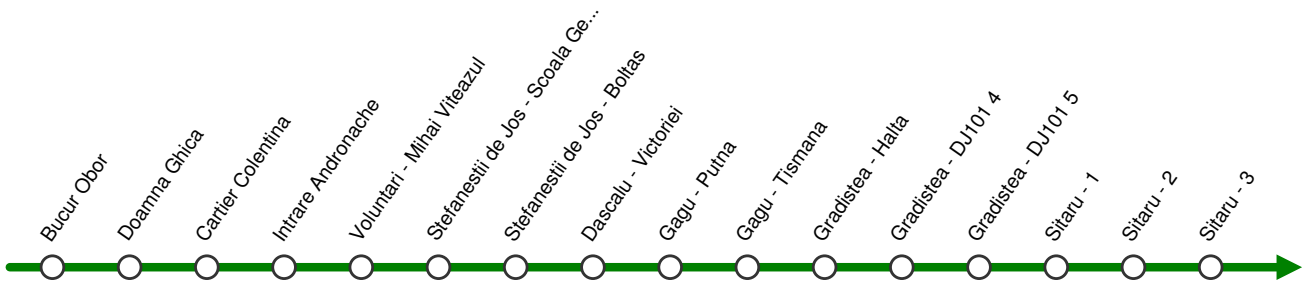 Bucur Obor
Doamna Ghica
Cartier Colentina
Intrare Andronache
Voluntari - Mihai Viteazul
Stefanestii de Jos - Scoala Ge...
Stefanestii de Jos - Boltas
Dascalu - Victoriei
Gagu - Putna
Gagu - Tismana
Gradistea - Halta
Gradistea - DJ101 4
Gradistea - DJ101 5
Sitaru - 1
Sitaru - 2
Sitaru - 3